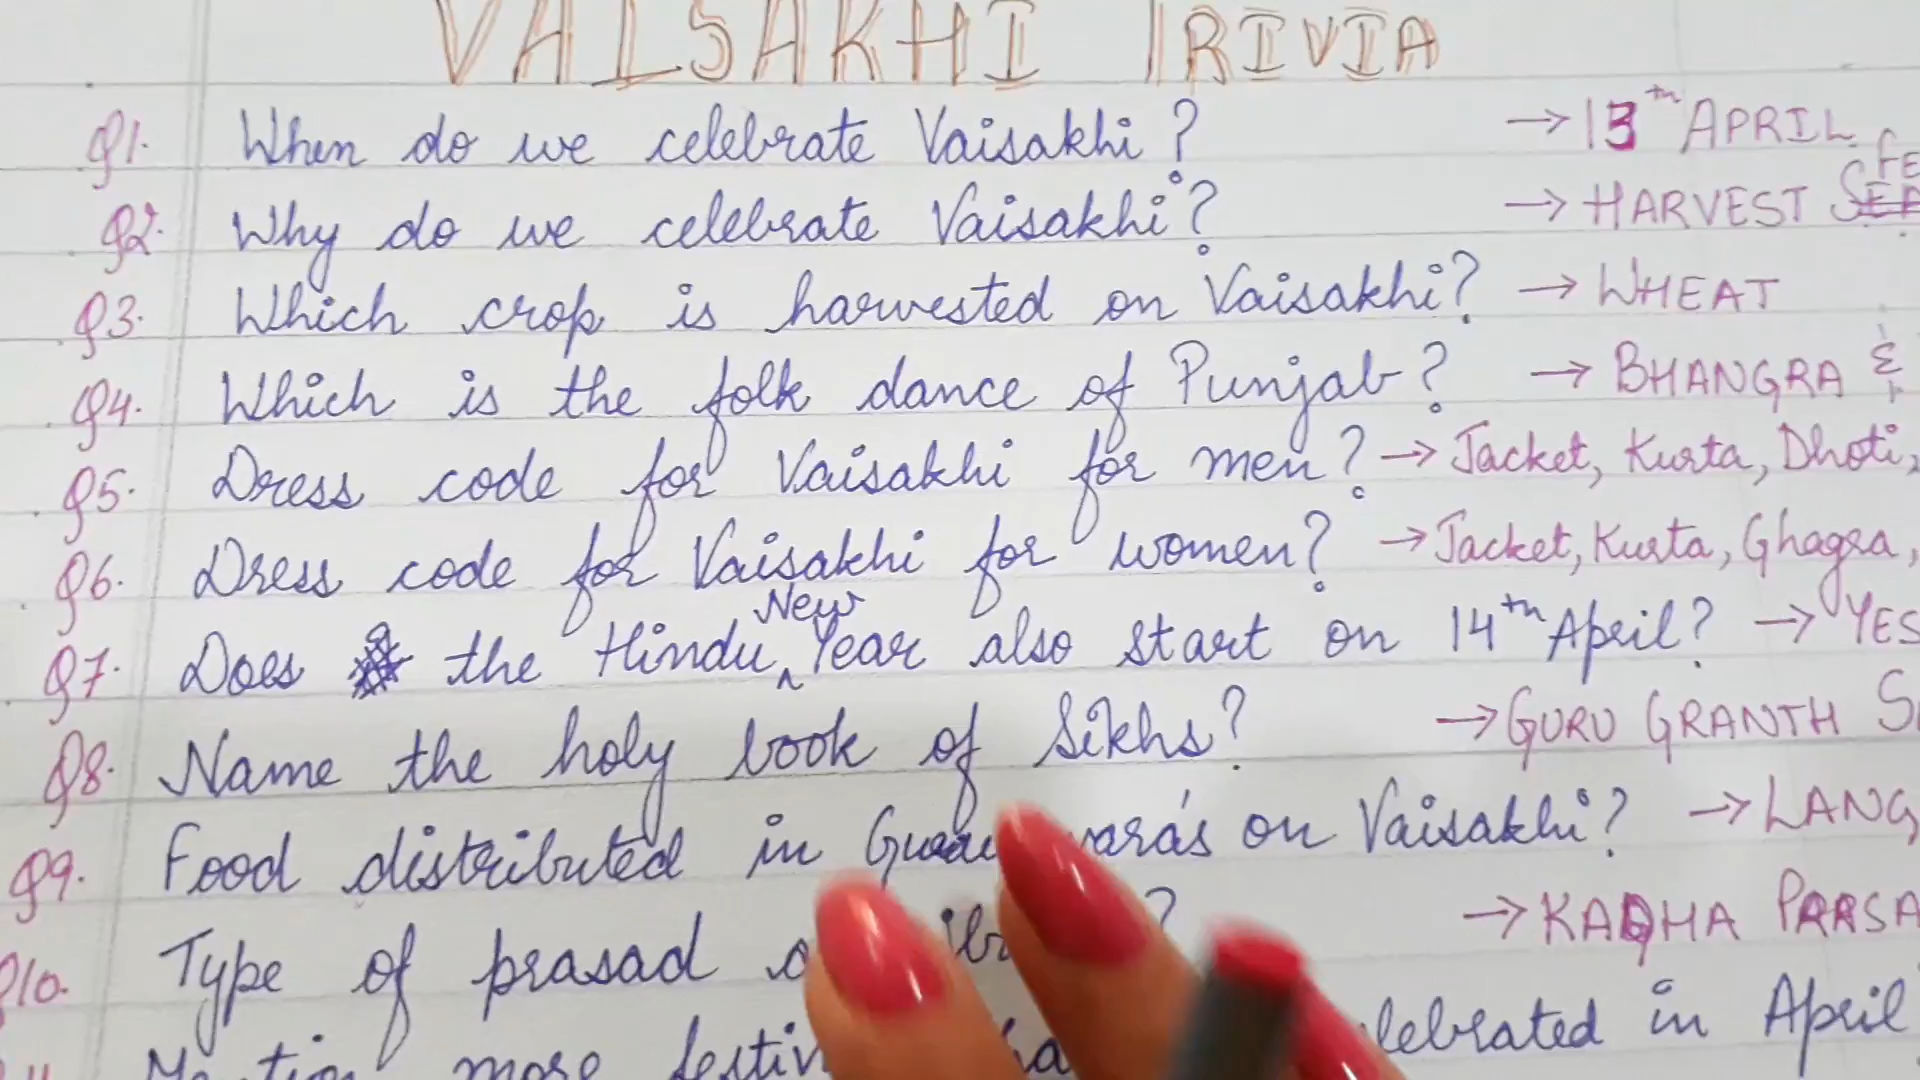 VAISAKHI TRIVIA
Q1. When do we celebrate Vaisakhi? → 13th APRIL
Q2. Why do we celebrate Vaisakhi? → HARVEST
Q3. Which crop is harvested on Vaisakhi? → WHEAT
Q4. Which is the folk dance of Punjab? → BHANGRA &
Q5. Dress code for Vaisakhi for men? → Jacket, Kurta, Dhoti,
Q6. Dress code for Vaisakhi for women? → Jacket, Kurta, Ghagra,
Q7. Does the Hindu New Year also start on 14th April? → YES
Q8. Name the holy book of Sikhs? → GURU GRANTH
Q9. Food distributed in on Vaisakhi? → LANG
Q10. Type of prasad ? → KADHA PARSA
more celebrated in April